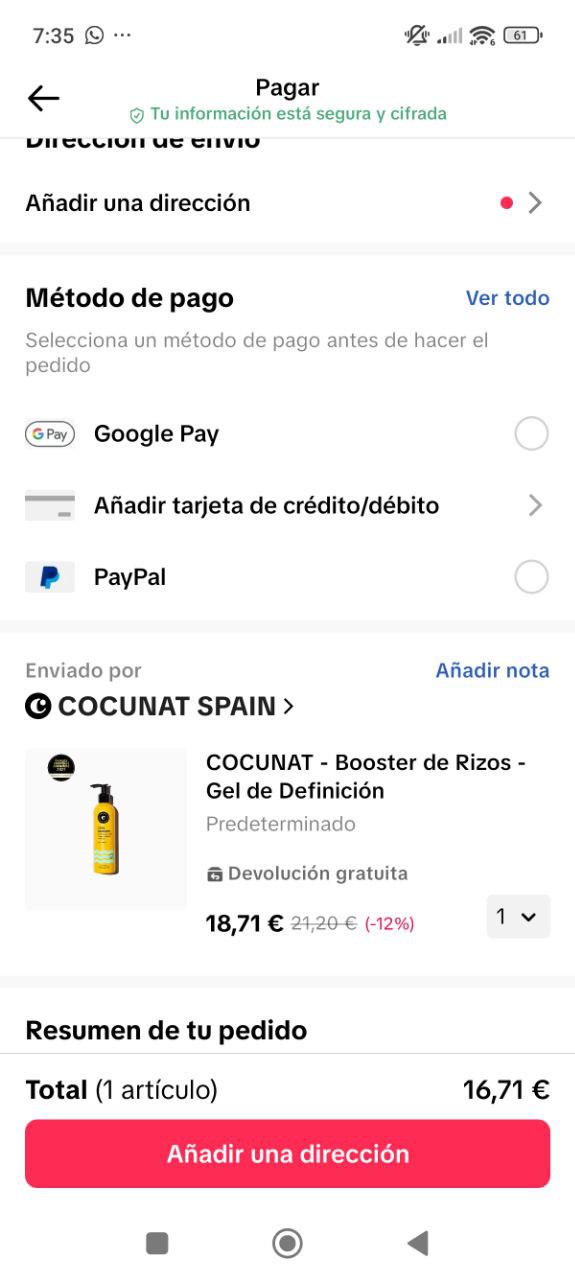 7:35
61
Pagar
Tu información está segura y cifrada
Dirección de envío
Añadir una dirección
Método de pago
Ver todo
Selecciona un método de pago antes de hacer el
pedido
G Pay
Google Pay
Añadir tarjeta de crédito/débito
PayPal
Enviado por
Añadir nota
COCUNAT SPAIN
COCUNAT - Booster de Rizos -
Gel de Definición
Predeterminado
Devolución gratuita
18,71 € 21,20 € (-12%)
1
Resumen de tu pedido
Total (1 artículo)
16,71 €
Añadir una dirección